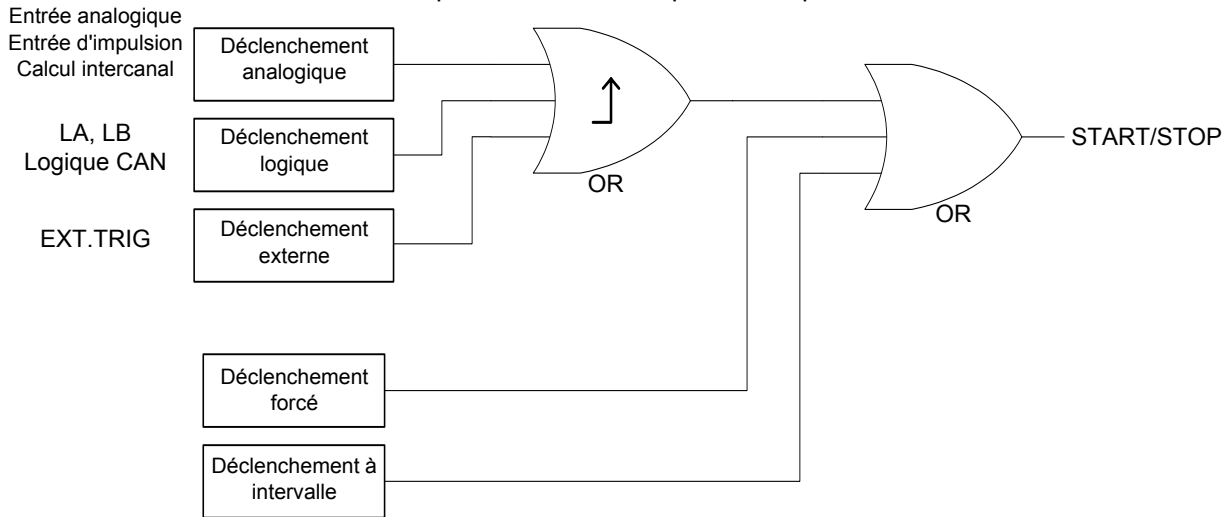 Entrée analogique
Entrée d'impulsion
Calcul intercanal
Déclenchement
analogique
LA, LB
Logique CAN
Déclenchement
logique
EXT.TRIG
Déclenchement
externe
OR
OR
START/STOP
Déclenchement
forcé
Déclenchement à
intervalle